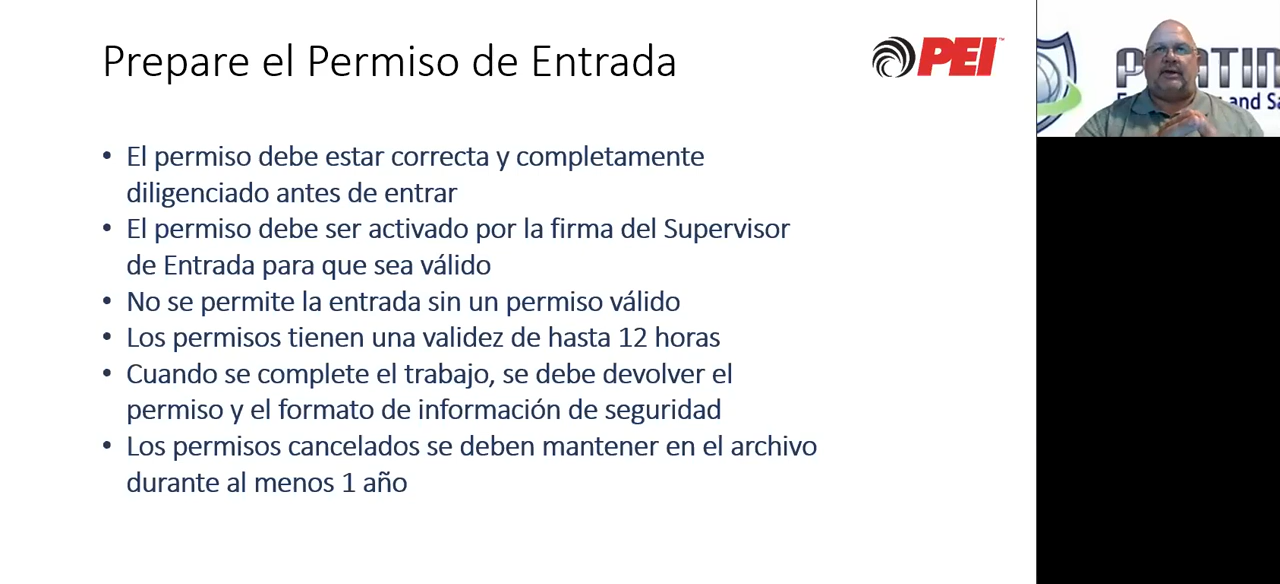 Prepare el Permiso de Entrada
PEI
™
• El permiso debe estar correcta y completamente
diligenciado antes de entrar
• El permiso debe ser activado por la firma del Supervisor
de Entrada para que sea válido
• No se permite la entrada sin un permiso válido
• Los permisos tienen una validez de hasta 12 horas
• Cuando se complete el trabajo, se debe devolver el
permiso y el formato de información de seguridad
• Los permisos cancelados se deben mantener en el archivo
durante al menos 1 año
and Sa